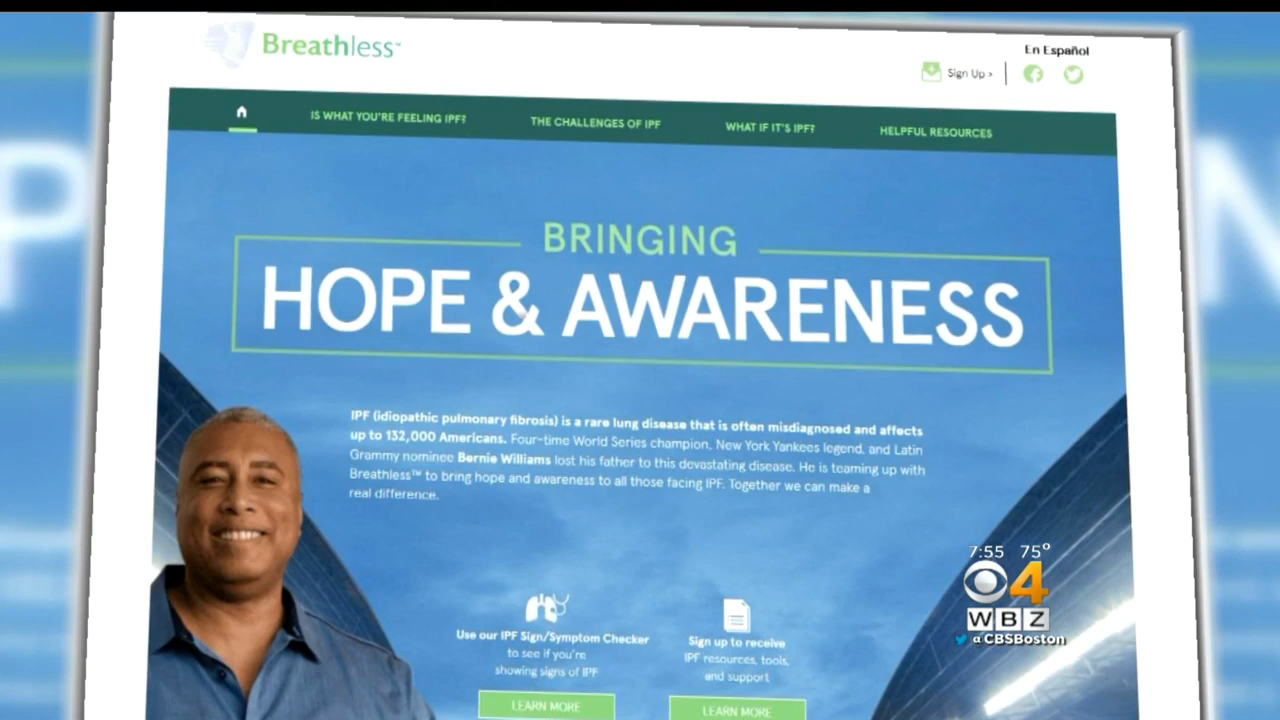 Breathless™
En Español
Sign Up >
IS WHAT YOU'RE FEELING IPF?
THE CHALLENGES OF IPF
WHAT IF IT'S IPF?
HELPFUL RESOURCES
BRINGING
HOPE & AWARENESS
IPF (idiopathic pulmonary fibrosis) is a rare lung disease that is often misdiagnosed and affects
up to 132,000 Americans. Four-time World Series champion, New York Yankees legend, and Latin
Grammy nominee Bernie Williams lost his father to this devastating disease. He is teaming up with
Breathless™ to bring hope and awareness to all those facing IPF. Together we can make a
real difference.
Use our IPF Sign/Symptom Checker
to see if you're
showing signs of IPF
LEARN MORE
Sign up to receive
IPF resources, tools,
and support
LEARN MORE
7:55 75°
4
WBZ
@CBSBoston
P
N